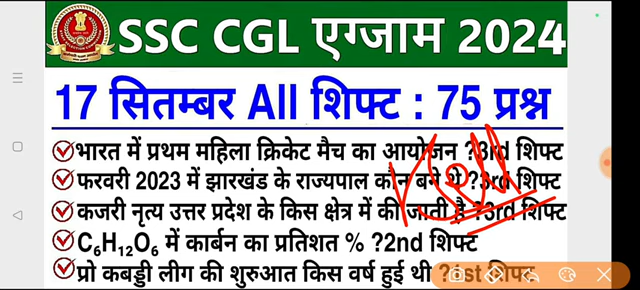 SSC CGL एग्जाम 2024
17 सितम्बर All शिफ्ट : 75 प्रश्न
भारत में प्रथम महिला क्रिकेट मैच का आयोजन ?3rd शिफ्ट
फरवरी 2023 में झारखंड के राज्यपाल कौन बने थे ?3rd शिफ्ट
कजरी नृत्य उत्तर प्रदेश के किस क्षेत्र में की जाती है ?3rd शिफ्ट
C₆H₁₂O₆ में कार्बन का प्रतिशत % ?2nd शिफ्ट
प्रो कबड्डी लीग की शुरुआत किस वर्ष हुई थी ?ist शिफ्ट